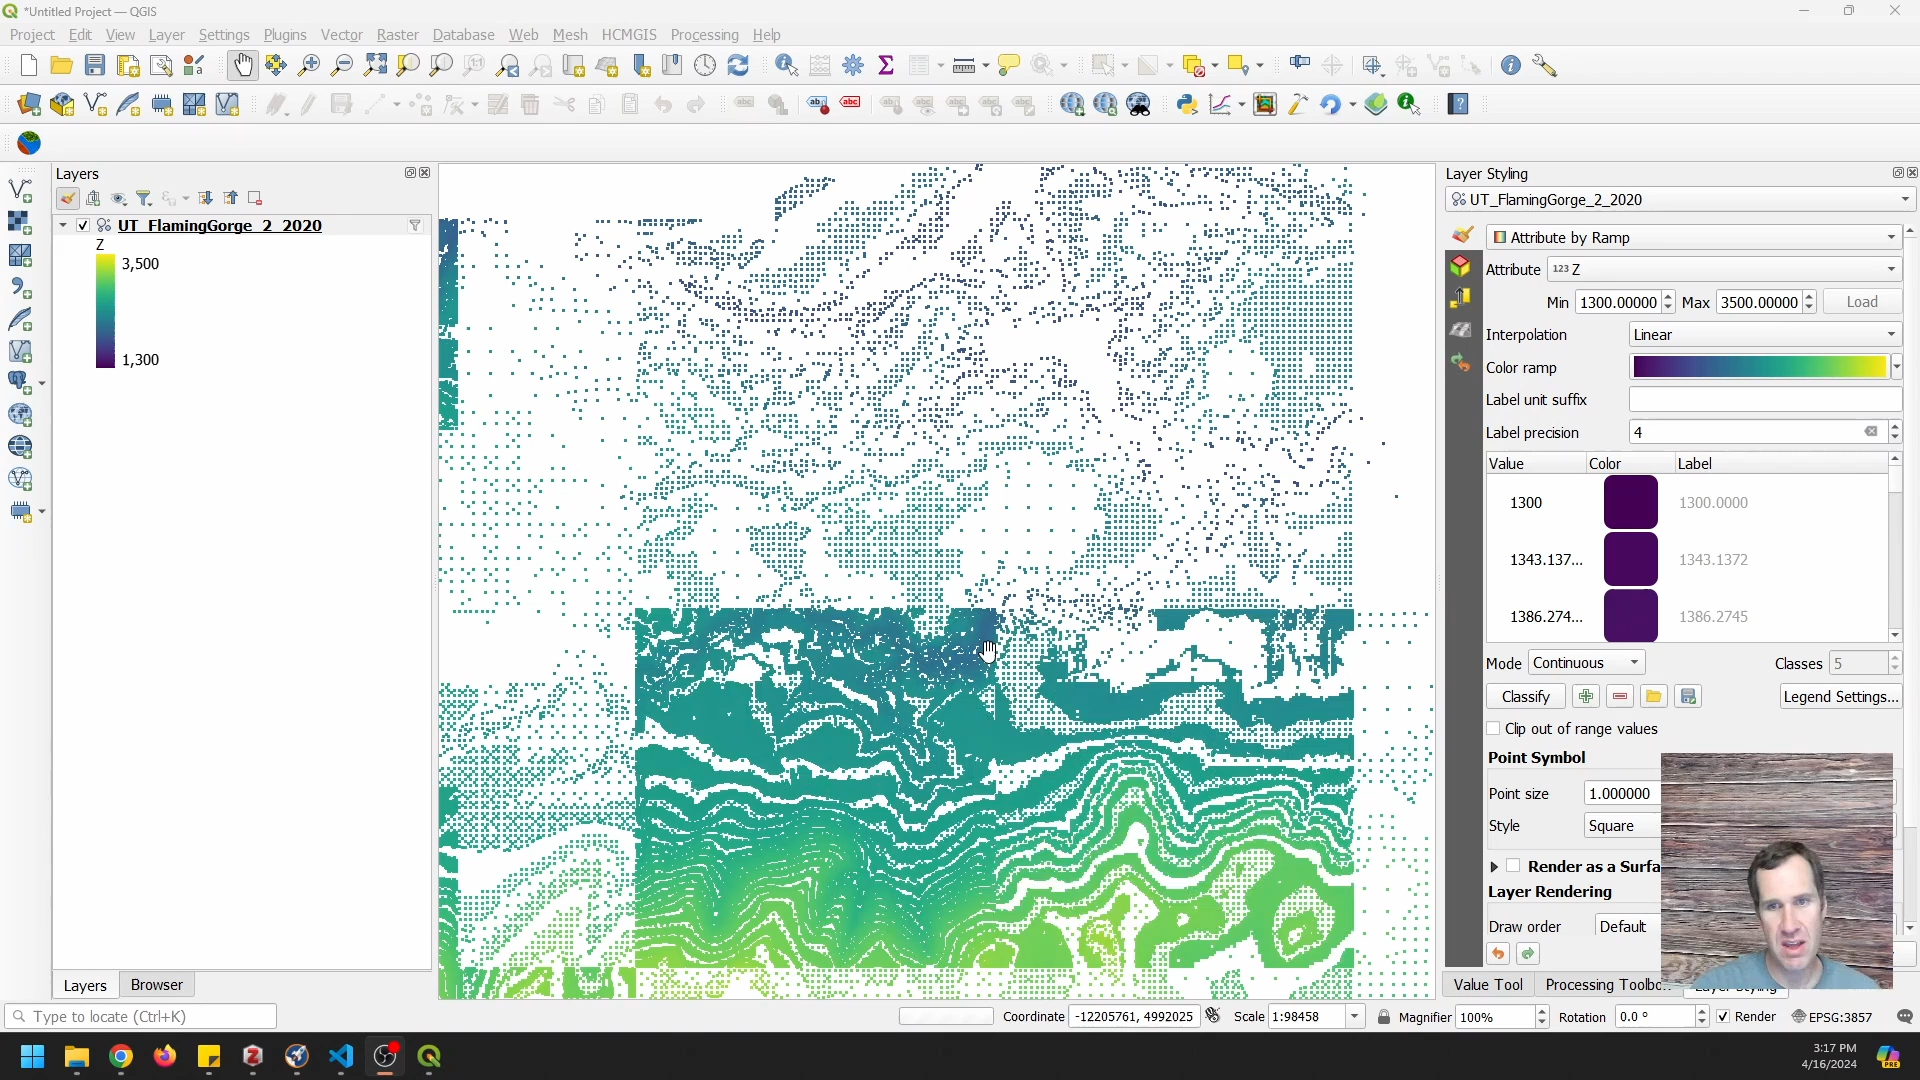 *Untitled Project — QGIS
Project Edit View Layer Settings Plugins Vector Raster Database Web Mesh HCMGIS Processing Help
Layers
UT_FlamingGorge_2_2020
Z
3,500
1,300
Layers Browser
Layer Styling
UT_FlamingGorge_2_2020
Attribute by Ramp
Attribute 123 Z
Min 1300.00000 Max 3500.00000 Load
Interpolation Linear
Color ramp
Label unit suffix
Label precision 4
Value Color Label
1300 1300.0000
1343.137... 1343.1372
1386.274... 1386.2745
Mode Continuous Classes 5
Classify Legend Settings...
Clip out of range values
Point Symbol
Point size 1.000000
Style Square
Render as a Surfa
Layer Rendering
Draw order Default
Value Tool Processing Toolbo Layer Styling
Type to locate (Ctrl+K) Coordinate -12205761, 4992025 Scale 1:98458 Magnifier 100% Rotation 0.0 ° Render EPSG:3857
3:17 PM
4/16/2024